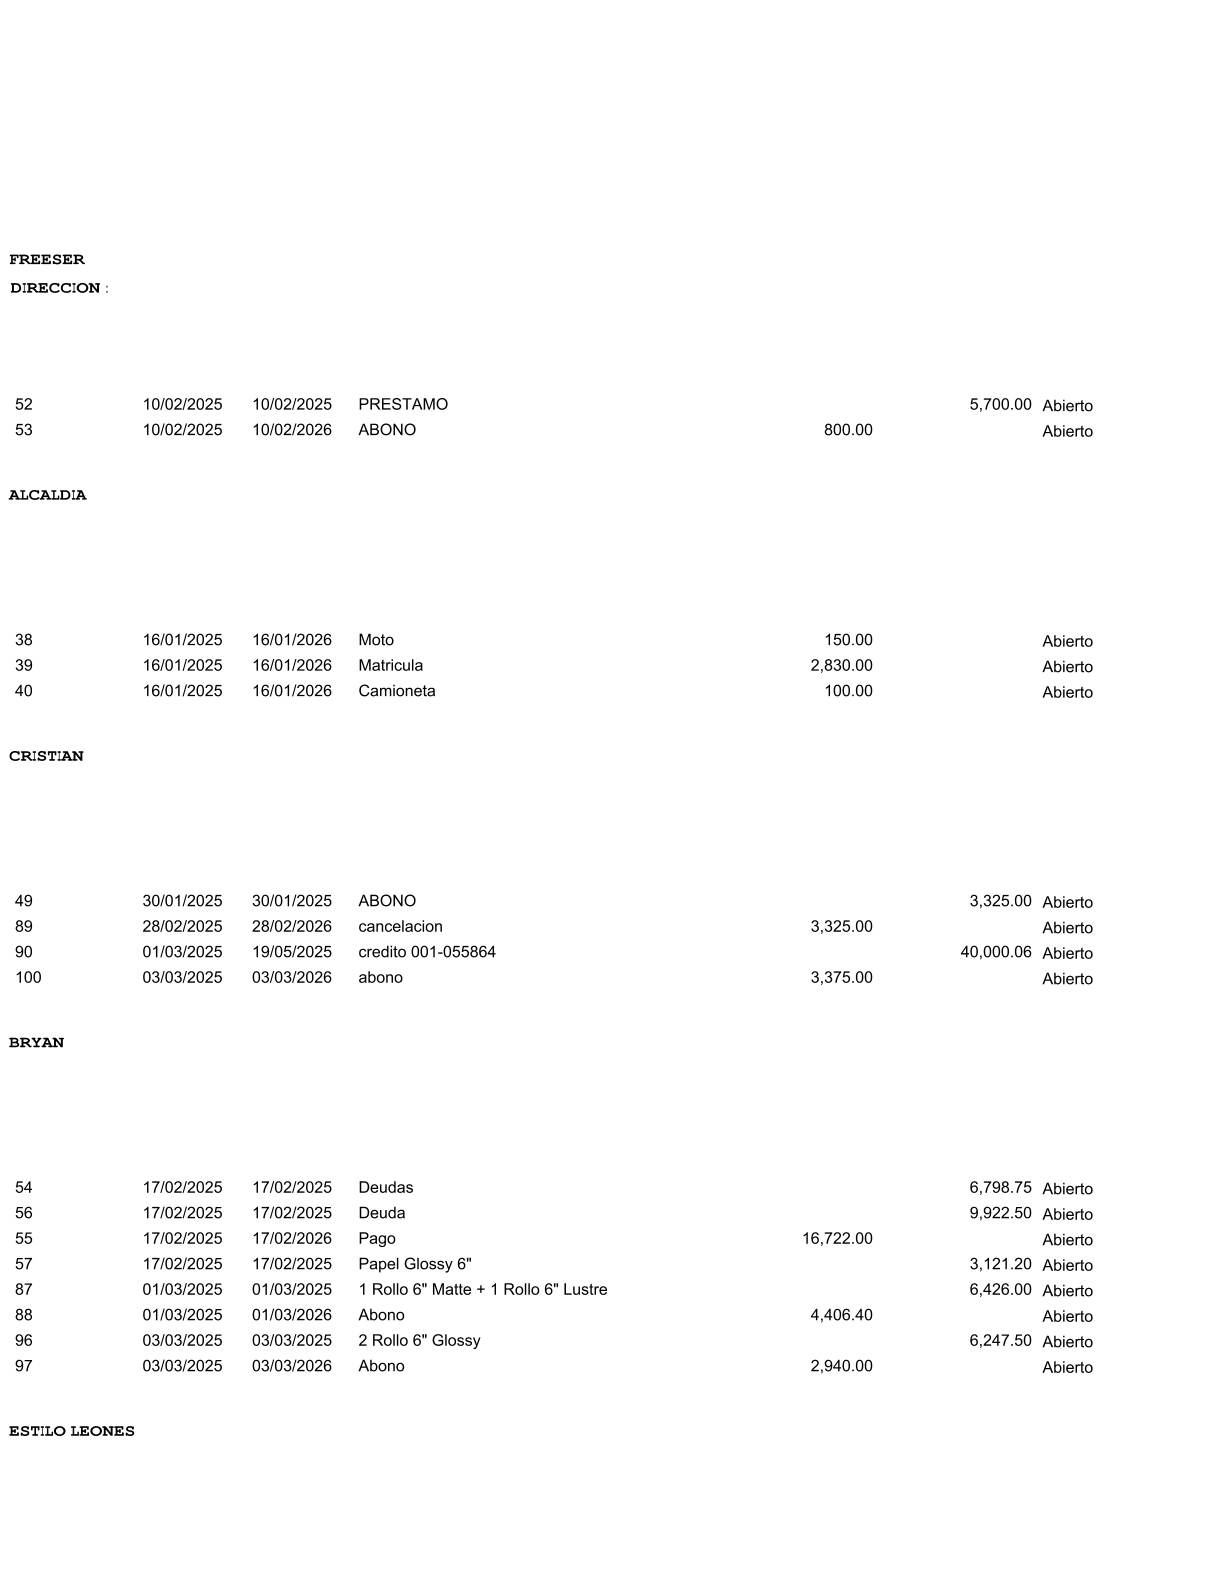 FREESER
DIRECCION :
52 10/02/2025 10/02/2025 PRESTAMO 5,700.00 Abierto
53 10/02/2025 10/02/2026 ABONO 800.00 Abierto
ALCALDIA
38 16/01/2025 16/01/2026 Moto 150.00 Abierto
39 16/01/2025 16/01/2026 Matricula 2,830.00 Abierto
40 16/01/2025 16/01/2026 Camioneta 100.00 Abierto
CRISTIAN
49 30/01/2025 30/01/2025 ABONO 3,325.00 Abierto
89 28/02/2025 28/02/2026 cancelacion 3,325.00 Abierto
90 01/03/2025 19/05/2025 credito 001-055864 40,000.06 Abierto
100 03/03/2025 03/03/2026 abono 3,375.00 Abierto
BRYAN
54 17/02/2025 17/02/2025 Deudas 6,798.75 Abierto
56 17/02/2025 17/02/2025 Deuda 9,922.50 Abierto
55 17/02/2025 17/02/2026 Pago 16,722.00 Abierto
57 17/02/2025 17/02/2025 Papel Glossy 6" 3,121.20 Abierto
87 01/03/2025 01/03/2025 1 Rollo 6" Matte + 1 Rollo 6" Lustre 6,426.00 Abierto
88 01/03/2025 01/03/2026 Abono 4,406.40 Abierto
96 03/03/2025 03/03/2025 2 Rollo 6" Glossy 6,247.50 Abierto
97 03/03/2025 03/03/2026 Abono 2,940.00 Abierto
ESTILO LEONES